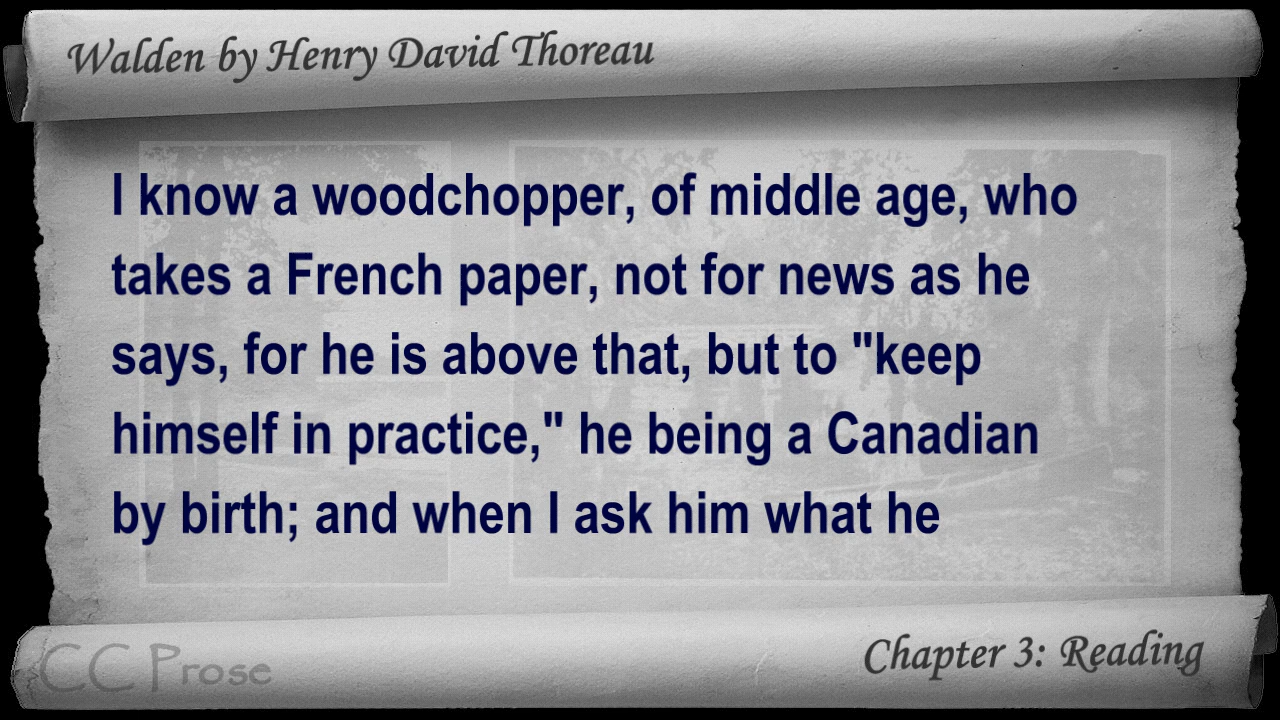 Walden by Henry David Thoreau
I know a woodchopper, of middle age, who
takes a French paper, not for news as he
says, for he is above that, but to "keep
himself in practice," he being a Canadian
by birth; and when I ask him what he
CC Prose
Chapter 3: Reading